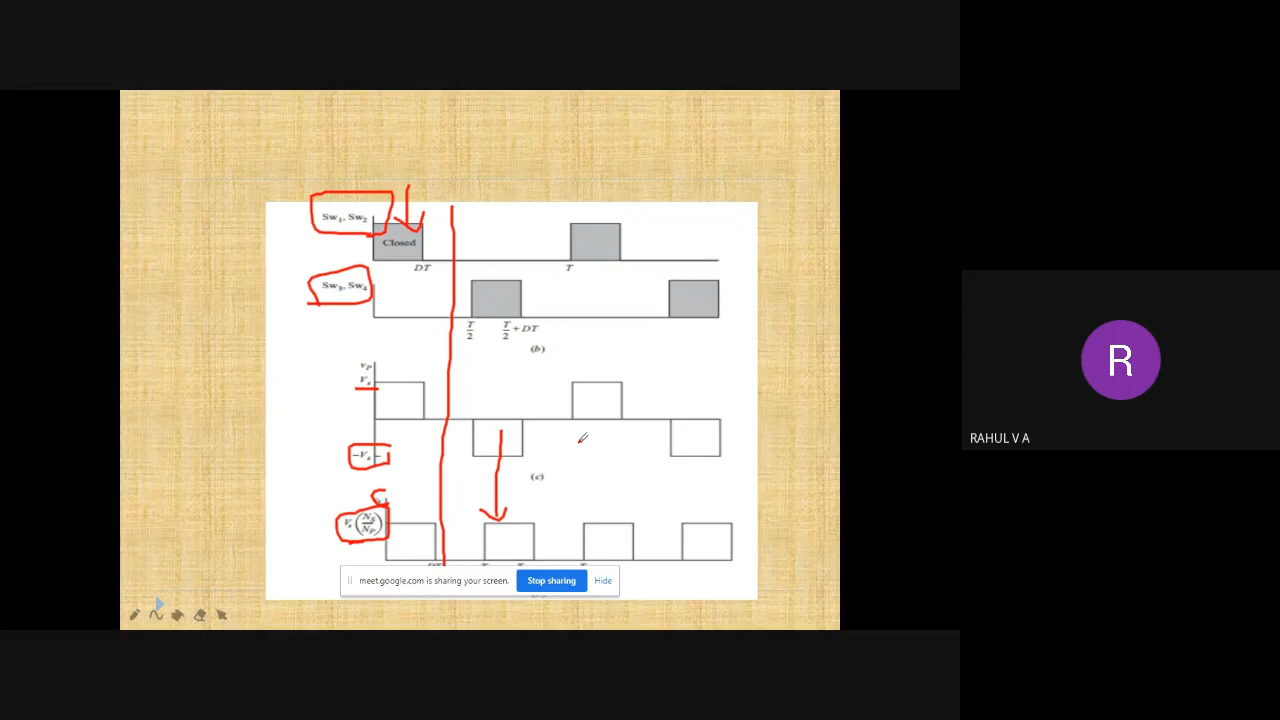 Sw1, Sw2
Closed
DT
T
Sw3, Sw4
T/2
T/2 + DT
(b)
vP
Vs
−Vs
(c)
Vs (NS/NP)
meet.google.com is sharing your screen.
Stop sharing
Hide
R
RAHUL V A